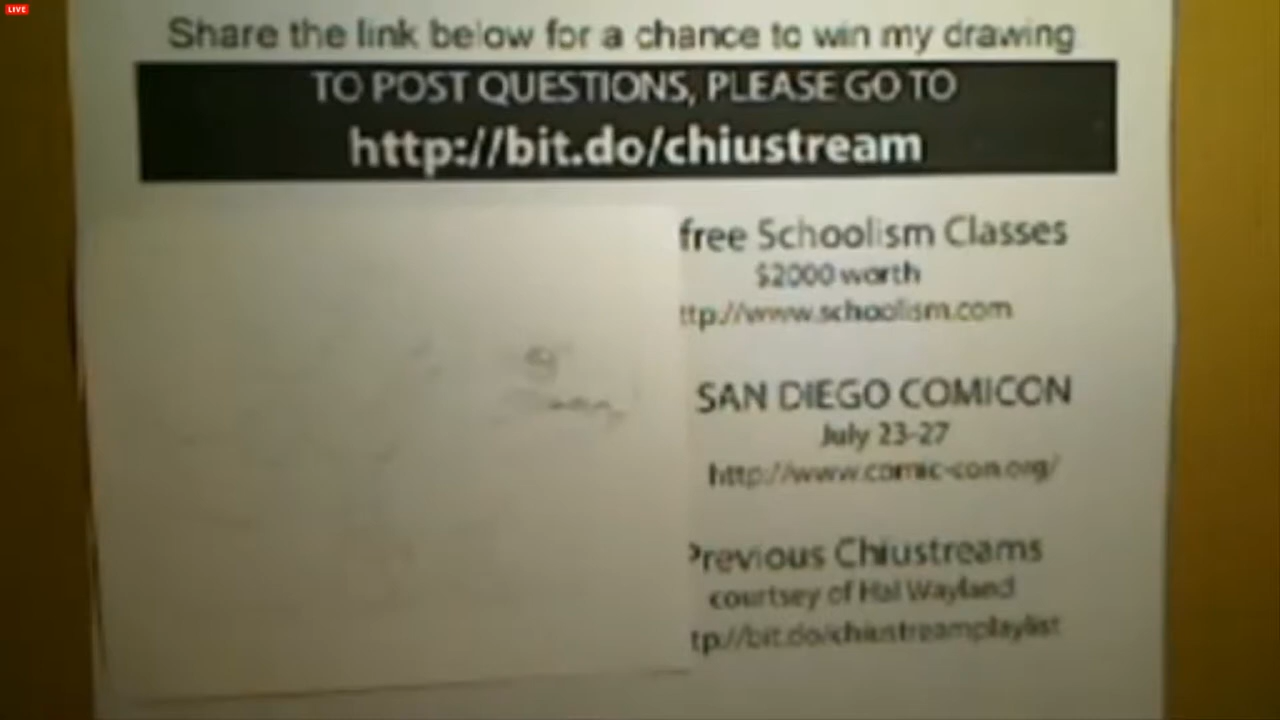 LIVE
Share the link below for a chance to win my drawing
TO POST QUESTIONS, PLEASE GO TO
http://bit.do/chiustream
free Schoolism Classes
$2000 worth
ttp://www.schoolism.com
SAN DIEGO COMICON
July 23-27
http://www.comic-con.org/
Previous Chiustreams
courtsey of Hal Wayland
tp://bit.do/chiustreamplaylist